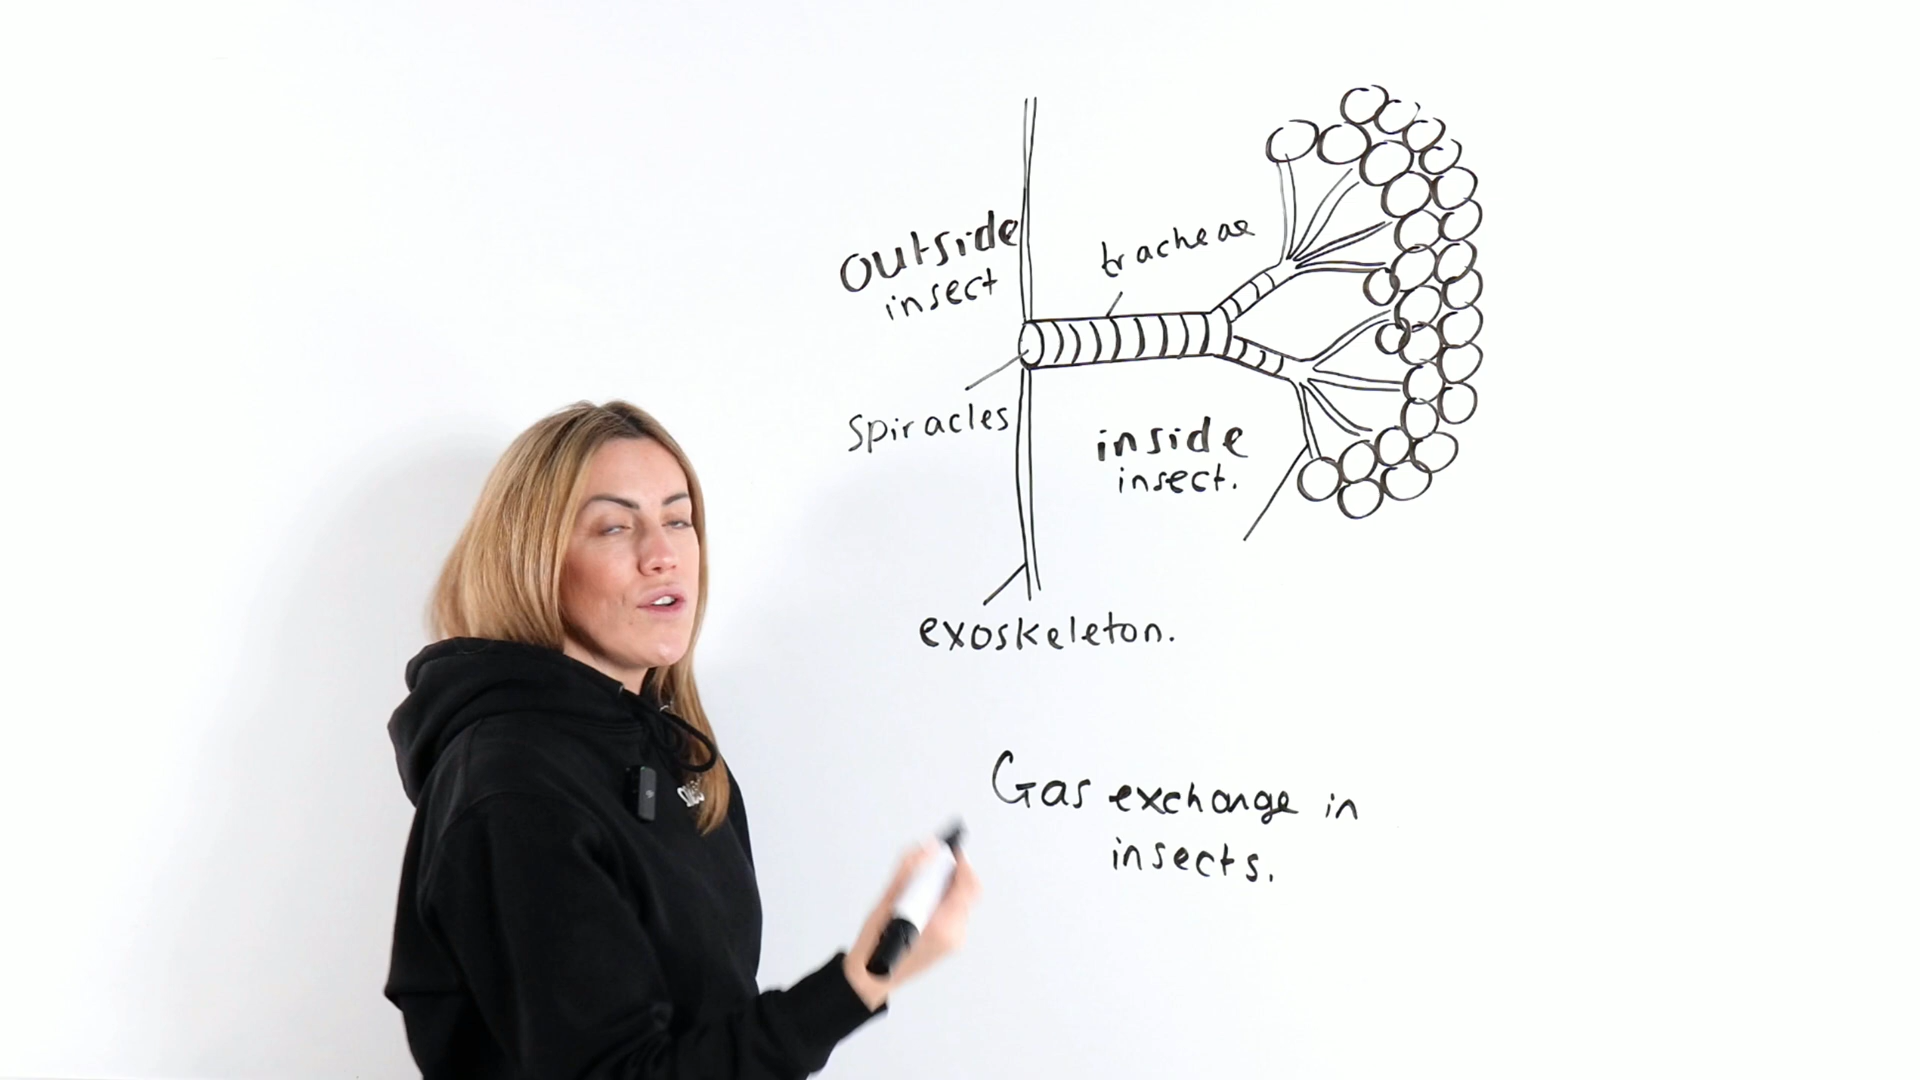 outside
insect
tracheae
Spiracles
inside
insect.
exoskeleton.
Gas exchange in
insects.